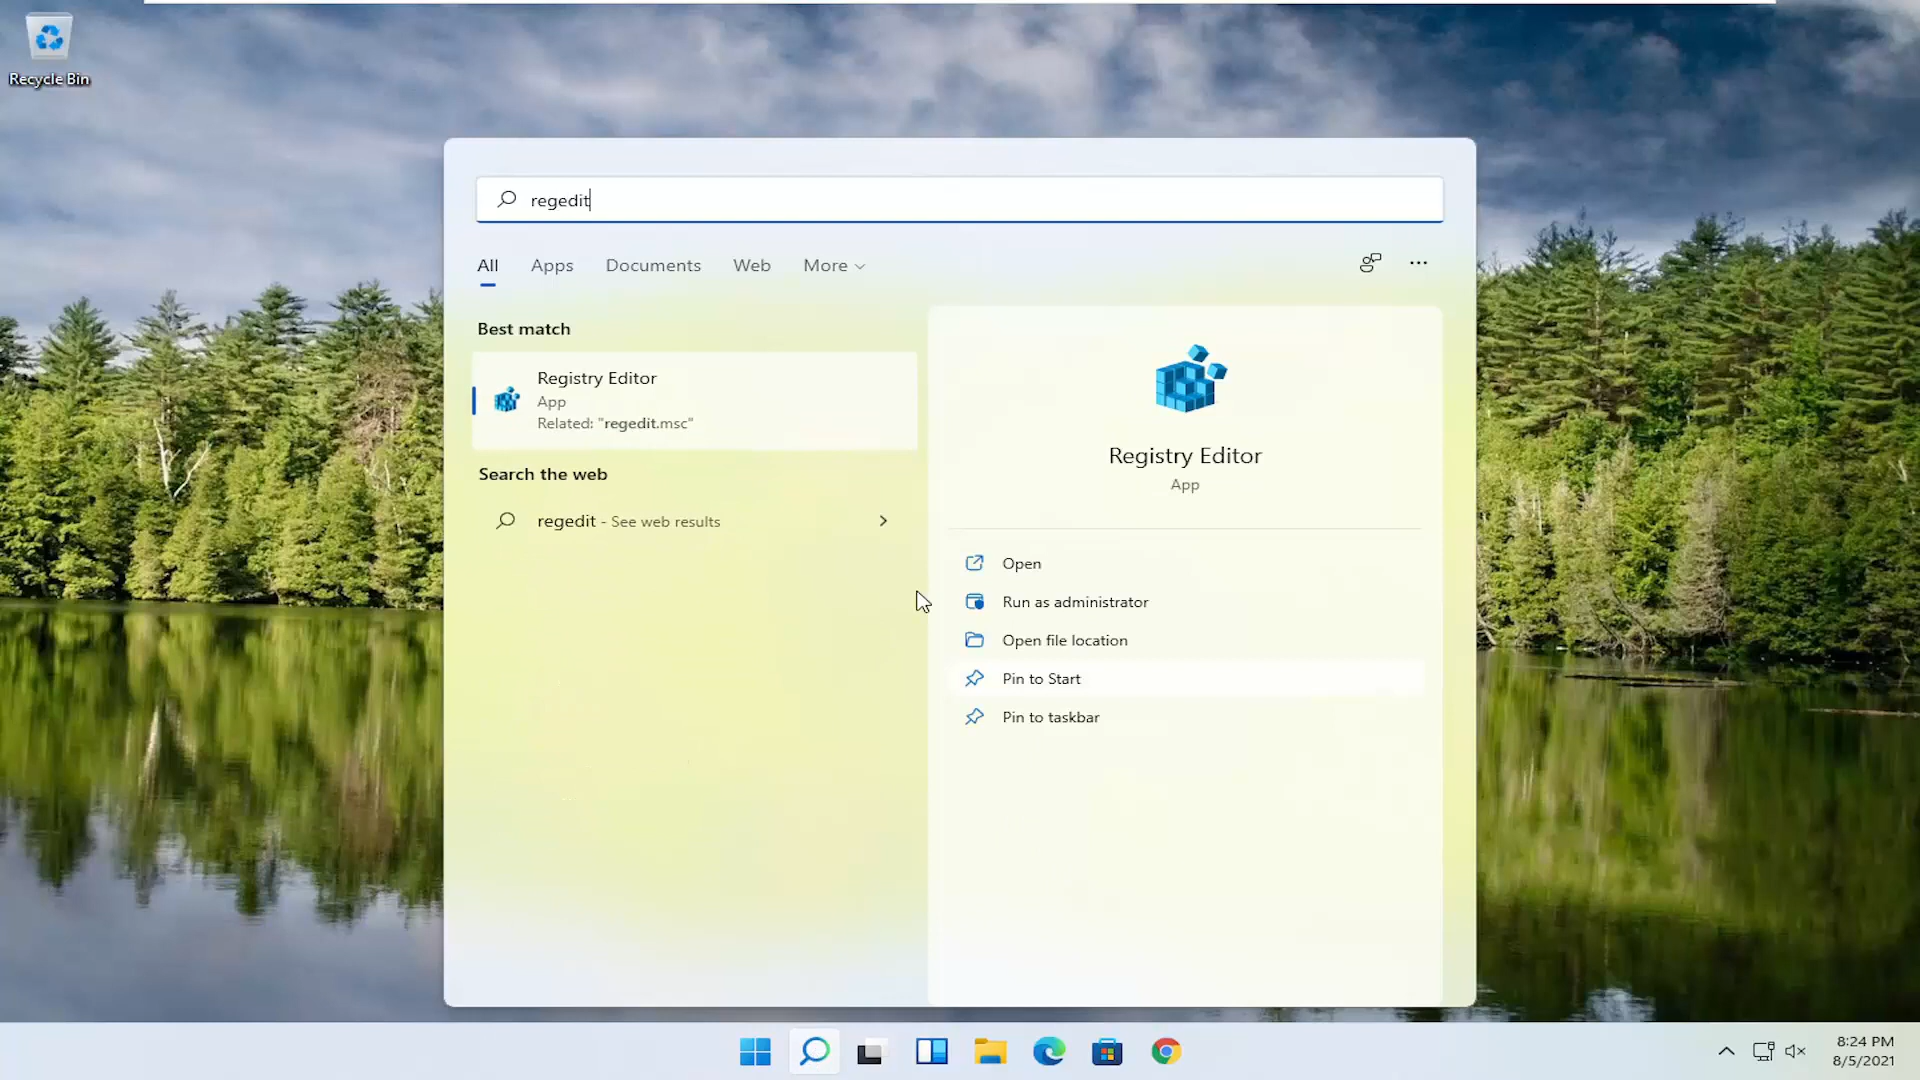 Recycle Bin
regedit
All Apps Documents Web More
Best match
Registry Editor
App
Related: "regedit.msc"
Search the web
regedit - See web results
Registry Editor
App
Open
Run as administrator
Open file location
Pin to Start
Pin to taskbar
8:24 PM
8/5/2021